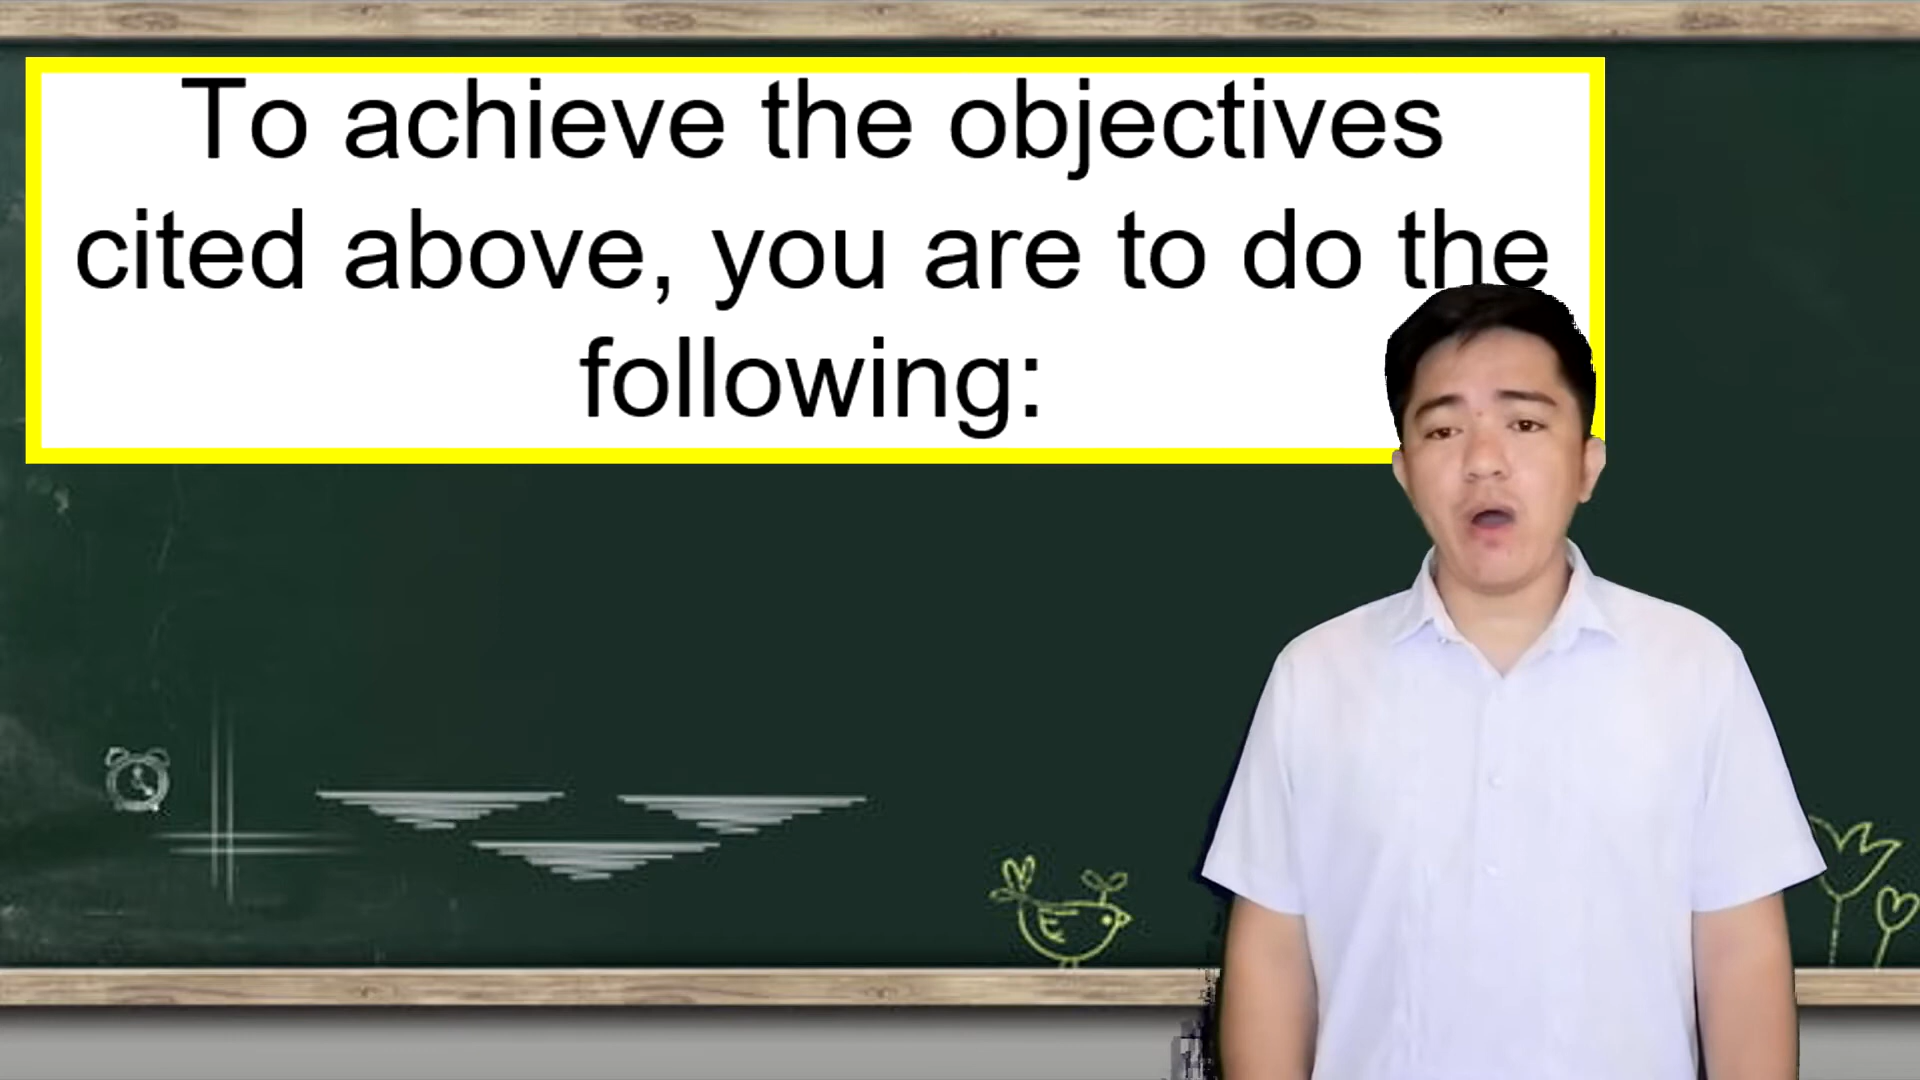 To achieve the objectives
cited above, you are to do the
following: